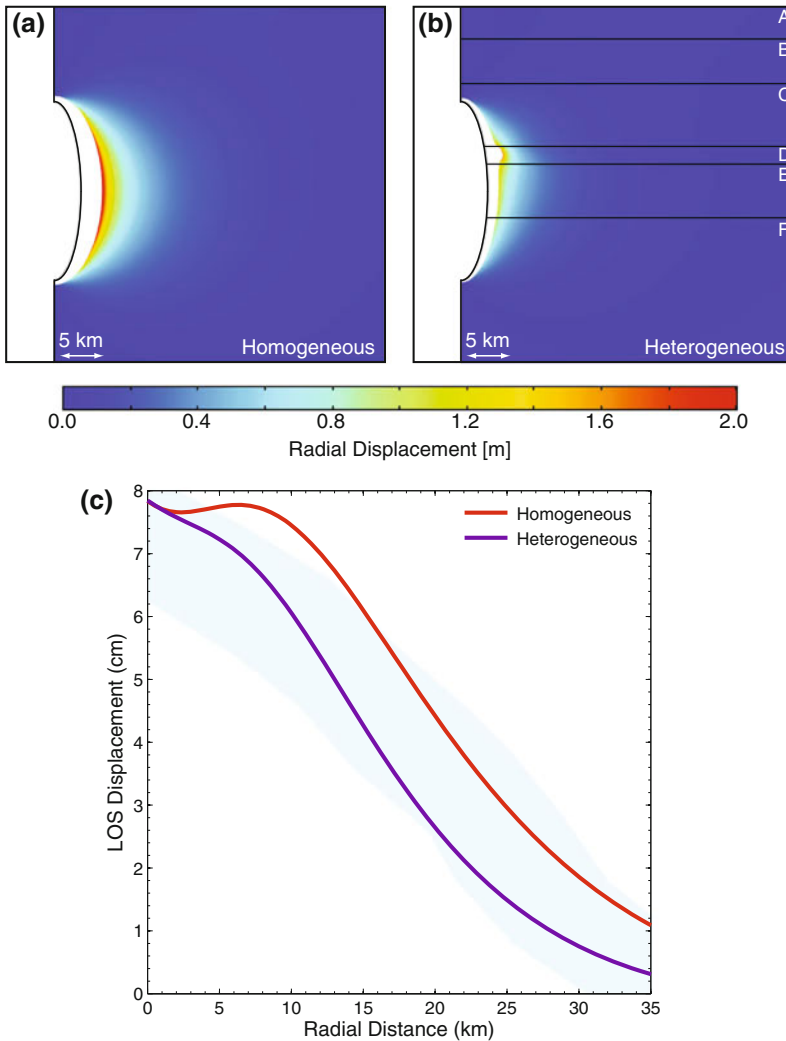 (a)
5 km
Homogeneous
(b)
A
B
C
D
E
F
5 km
Heterogeneous
0.0 0.4 0.8 1.2 1.6 2.0
Radial Displacement [m]
(c)
Homogeneous
Heterogeneous
8
7
6
5
4
3
2
1
0
LOS Displacement (cm)
0 5 10 15 20 25 30 35
Radial Distance (km)